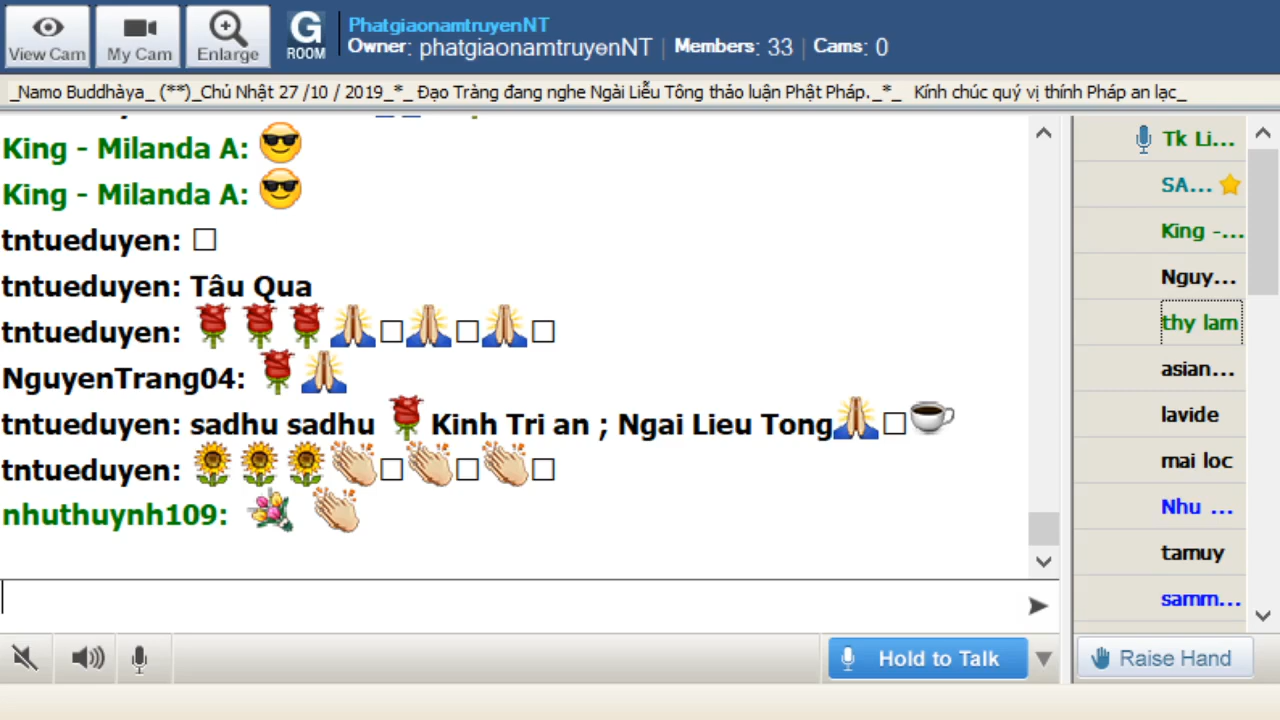 View Cam
My Cam
Enlarge
G
ROOM
PhatgiaonamtruyenNT
Owner: phatgiaonamtruyenNT | Members: 33 | Cams: 0
_Namo Buddhàya_ (**)_Chủ Nhật 27 /10 / 2019_*_ Đạo Tràng đang nghe Ngài Liễu Tông thảo luận Phật Pháp._*_ Kính chúc quý vị thính Pháp an lạc_
King - Milanda A: 😎
King - Milanda A: 😎
tntueduyen: □
tntueduyen: Tâu Qua
tntueduyen: 🌹🌹🌹🙏□🙏□🙏□
NguyenTrang04: 🌹🙏
tntueduyen: sadhu sadhu 🌹Kinh Tri an ; Ngai Lieu Tong🙏□☕
tntueduyen: 🌻🌻🌻👏□👏□👏□
nhuthuynh109: 💐 👏
Tk Li...
SA...
King -...
Nguy...
thy lam
asian...
lavide
mai loc
Nhu ...
tamuy
samm...
Hold to Talk
Raise Hand